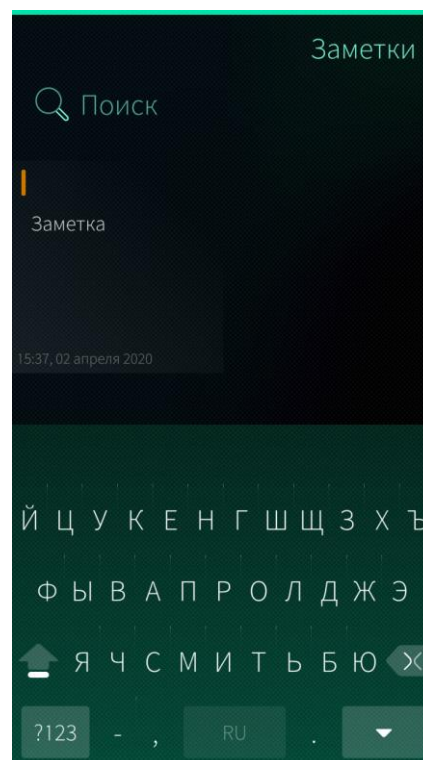 Заметки
Поиск
Заметка
15:37, 02 апреля 2020
Й Ц У К Е Н Г Ш Щ З Х Ъ
Ф Ы В А П Р О Л Д Ж Э
Я Ч С М И Т Ь Б Ю
?123 - , RU .